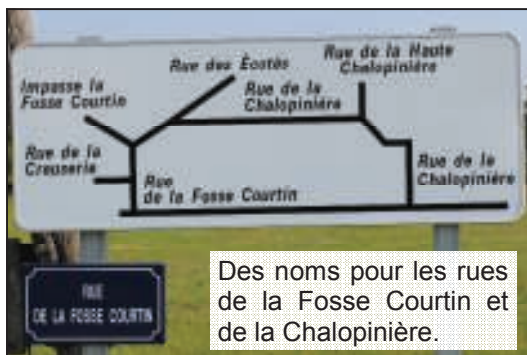 Impasse la
Fosse Courtin
Rue des Écotês
Rue de la
Chalopinière
Rue de la Haute
Chalopinière
Rue de la
Creuserie
Rue
de la Fosse Courtin
Rue de la
Chalopinière
RUE
DE LA FOSSE COURTIN
Des noms pour les rues
de la Fosse Courtin et
de la Chalopinière.